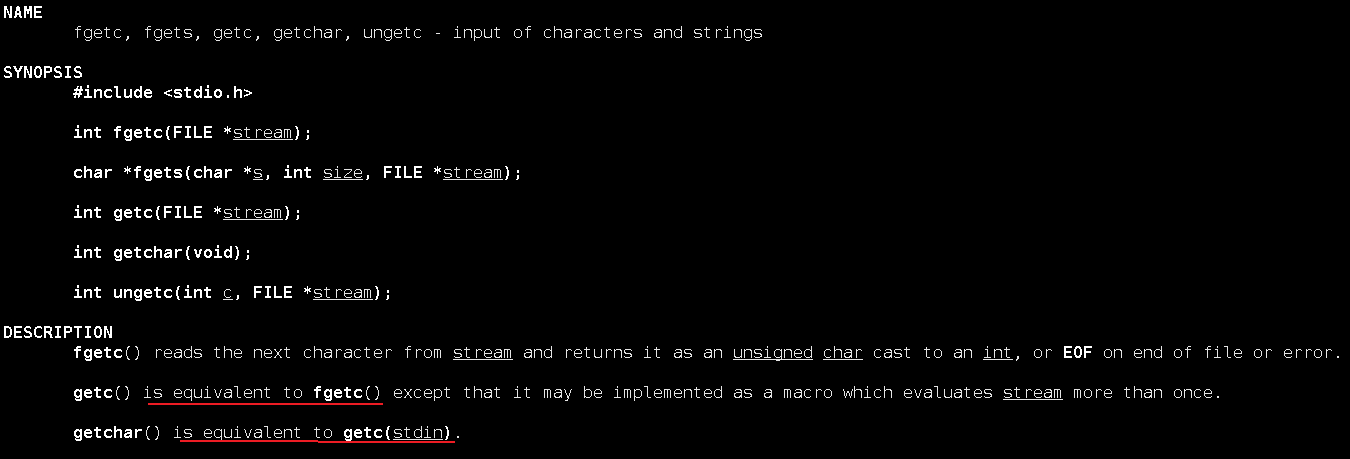 NAME
fgetc, fgets, getc, getchar, ungetc - input of characters and strings
SYNOPSIS
#include <stdio.h>
int fgetc(FILE *stream);
char *fgets(char *s, int size, FILE *stream);
int getc(FILE *stream);
int getchar(void);
int ungetc(int c, FILE *stream);
DESCRIPTION
fgetc() reads the next character from stream and returns it as an unsigned char cast to an int, or EOF on end of file or error.
getc() is equivalent to fgetc() except that it may be implemented as a macro which evaluates stream more than once.
getchar() is equivalent to getc(stdin).